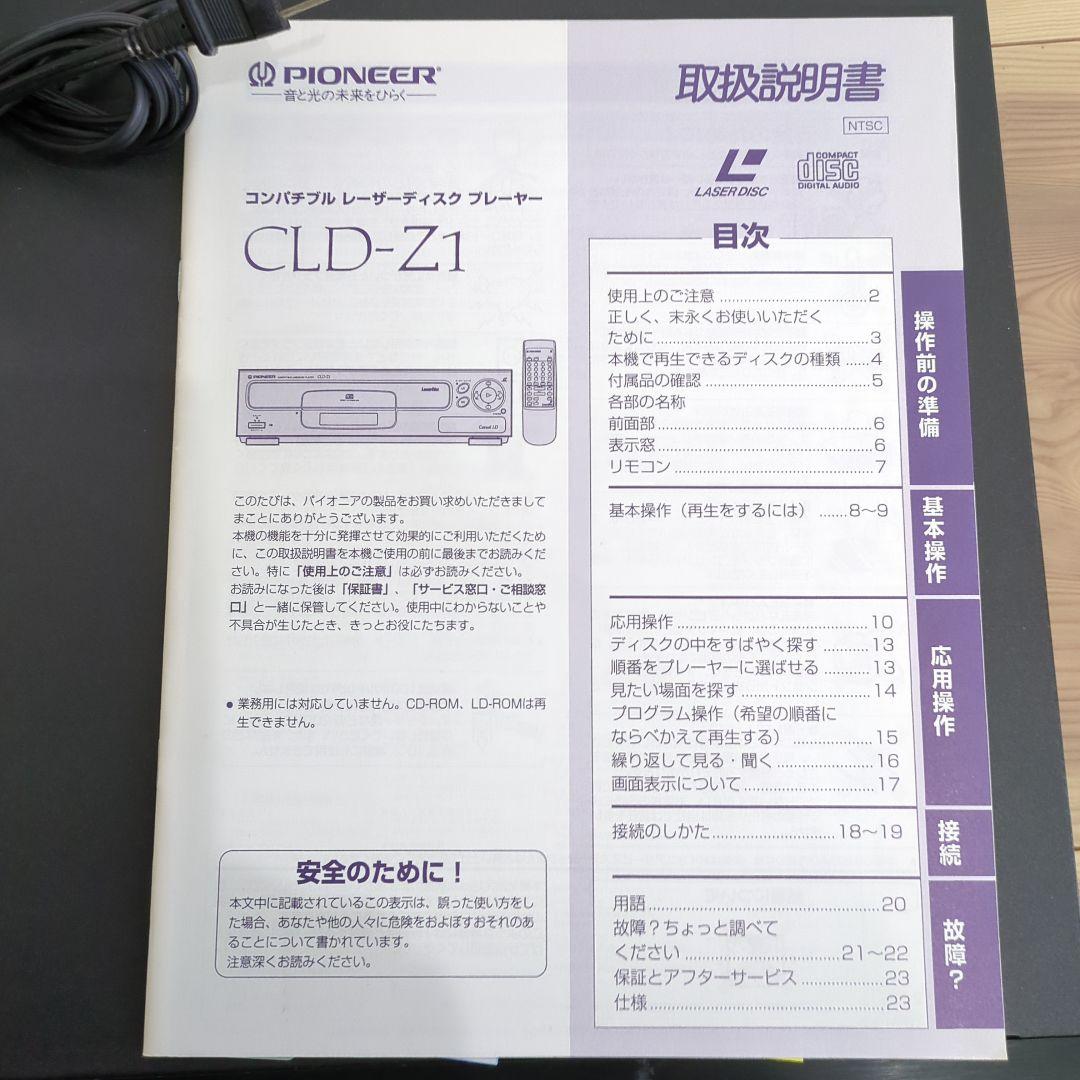 PIONEER
音と光の未来をひらく
取扱説明書
NTSC
LASERDISC
COMPACT
disc
DIGITAL AUDIO
コンパチブル レーザーディスク プレーヤー
CLD-Z1
PIONEER
CLD-Z1
LaserDisc
このたびは、パイオニアの製品をお買い求めいただきまして
まことにありがとうございます。
本機の機能を十分に発揮させて効果的にご利用いただくため
に、この取扱説明書を本機ご使用の前に最後までお読みくだ
さい。特に「使用上のご注意」は必ずお読みください。
お読みになった後は「保証書」、「サービス窓口・ご相談窓
口」と一緒に保管してください。使用中にわからないことや
不具合が生じたとき、きっとお役にたちます。
●業務用には対応していません。CD-ROM、LD-ROMは再
生できません。
安全のために！
本文中に記載されているこの表示は、誤った使い方をし
た場合、あなたや他の人々に危険をおよぼすおそれのあ
ることについて書かれています。
注意深くお読みください。
目次
使用上のご注意 ......................................2
正しく、末永くお使いいただく
ために ................................................3
本機で再生できるディスクの種類 ......4
付属品の確認 ..........................................5
各部の名称
前面部 ................................................6
表示窓 ................................................6
リモコン ............................................7
操作前の準備
基本操作（再生をするには） .......8〜9
基本操作
応用操作 ................................................10
ディスクの中をすばやく探す ...........13
順番をプレーヤーに選ばせる ...........13
見たい場面を探す ................................14
プログラム操作（希望の順番に
ならべかえて再生する） ................15
繰り返して見る・聞く ........................16
画面表示について ................................17
応用操作
接続のしかた ..........................18〜19
接続
用語 ......................................................20
故障？ちょっと調べて
ください ................................21〜22
保証とアフターサービス ....................23
仕様 ......................................................23
故障？